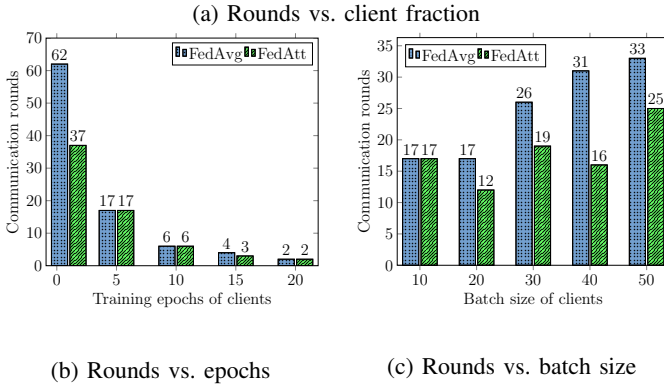 (a) Rounds vs. client fraction
FedAvg FedAtt
70
60
50
40
30
20
10
0
62
37
17 17
6 6
4 3
2 2
0 5 10 15 20
Communication rounds
Training epochs of clients
(b) Rounds vs. epochs
FedAvg FedAtt
35
30
25
20
15
10
5
0
17 17
17
12
26
19
31
16
33
25
10 20 30 40 50
Communication rounds
Batch size of clients
(c) Rounds vs. batch size